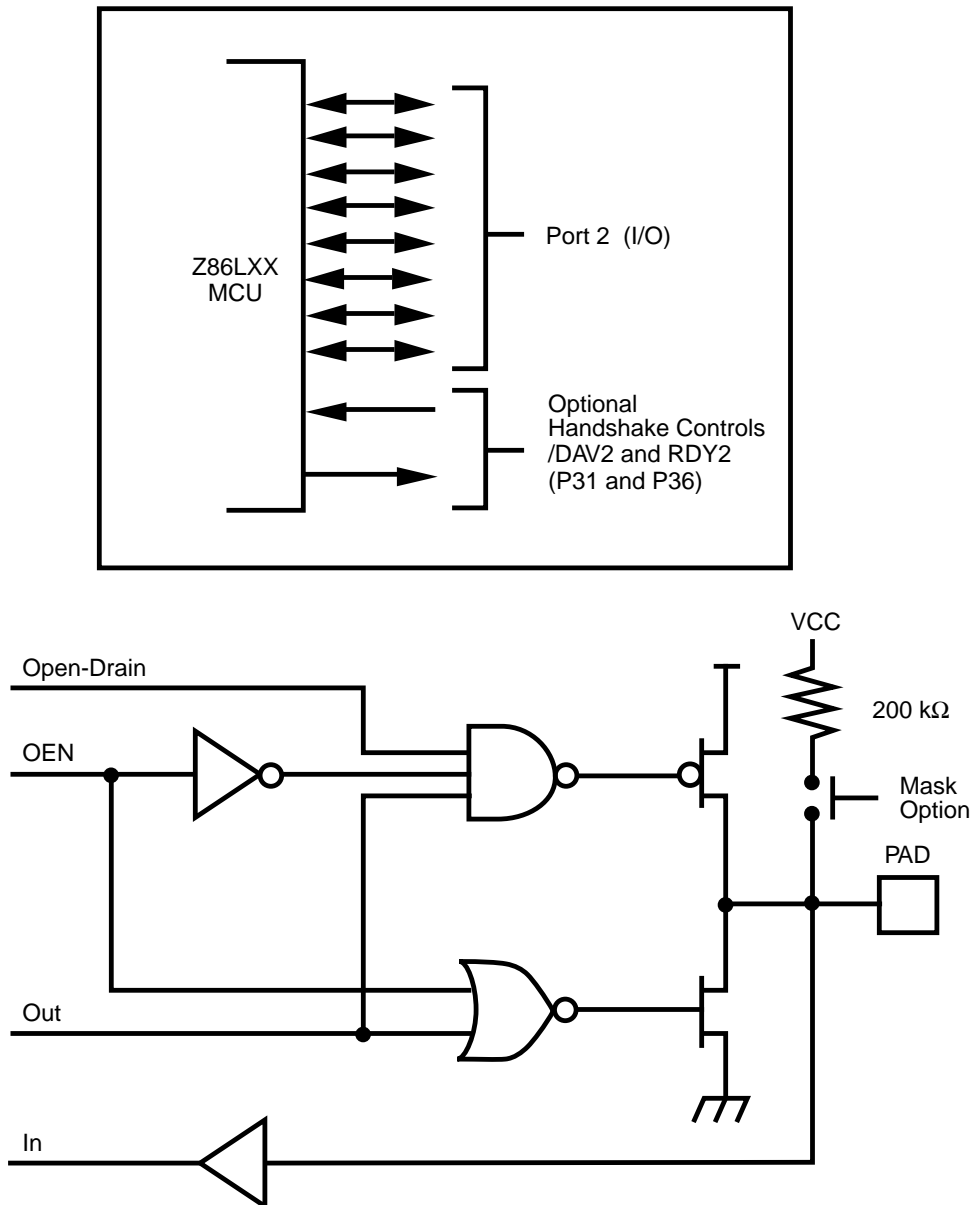 Z86LXX
MCU
Port 2 (I/O)
Optional
Handshake Controls
/DAV2 and RDY2
(P31 and P36)
VCC
Open-Drain
200 kΩ
OEN
Mask
Option
PAD
Out
In